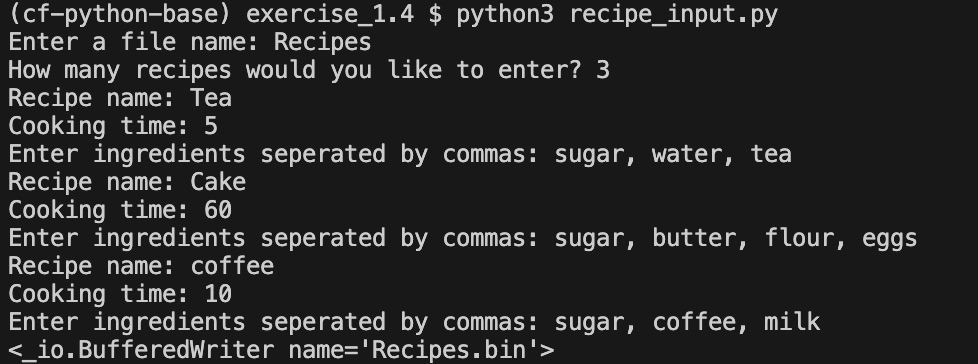 (cf-python-base) exercise_1.4 $ python3 recipe_input.py
Enter a file name: Recipes
How many recipes would you like to enter? 3
Recipe name: Tea
Cooking time: 5
Enter ingredients seperated by commas: sugar, water, tea
Recipe name: Cake
Cooking time: 60
Enter ingredients seperated by commas: sugar, butter, flour, eggs
Recipe name: coffee
Cooking time: 10
Enter ingredients seperated by commas: sugar, coffee, milk
<_io.BufferedWriter name='Recipes.bin'>